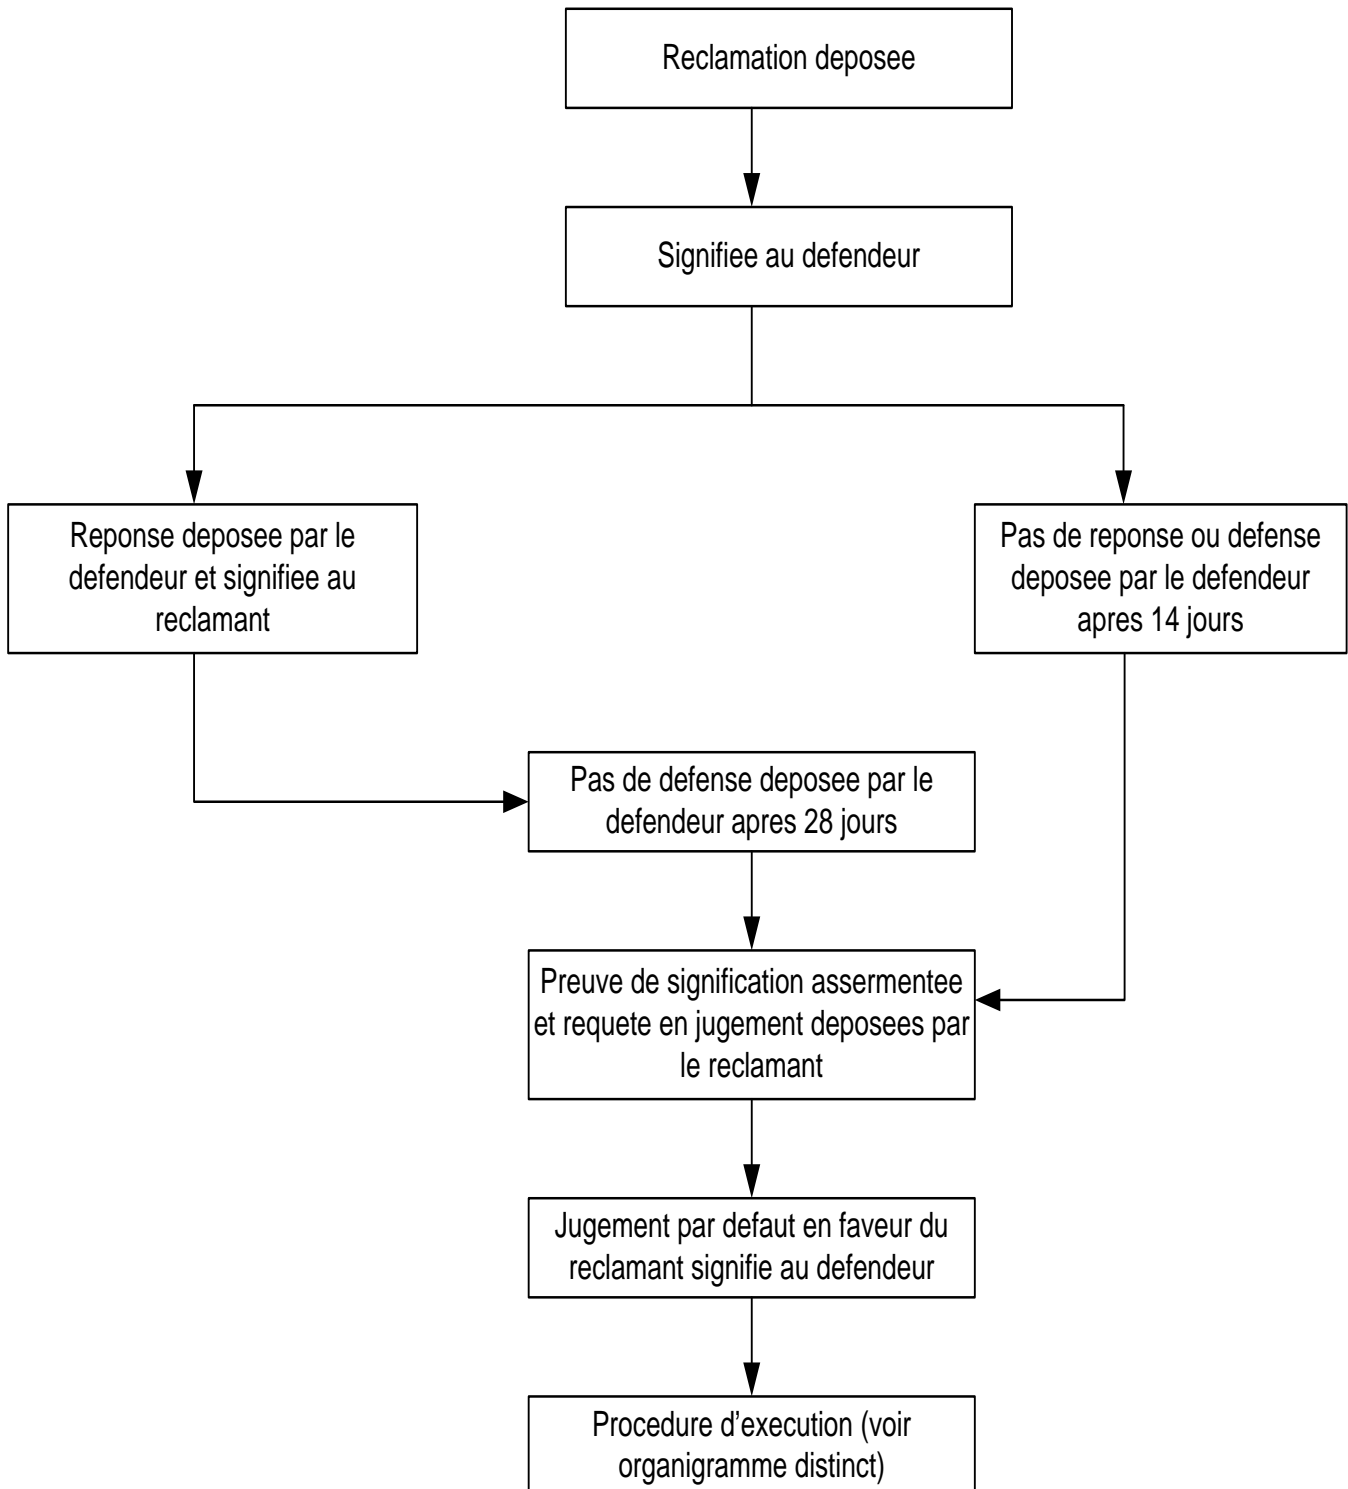 Reclamation deposee
Signifiee au defendeur
Reponse deposee par le
defendeur et signifiee au
reclamant
Pas de reponse ou defense
deposee par le defendeur
apres 14 jours
Pas de defense deposee par le
defendeur apres 28 jours
Preuve de signification assermentee
et requete en jugement deposees par
le reclamant
Jugement par defaut en faveur du
reclamant signifie au defendeur
Procedure d’execution (voir
organigramme distinct)